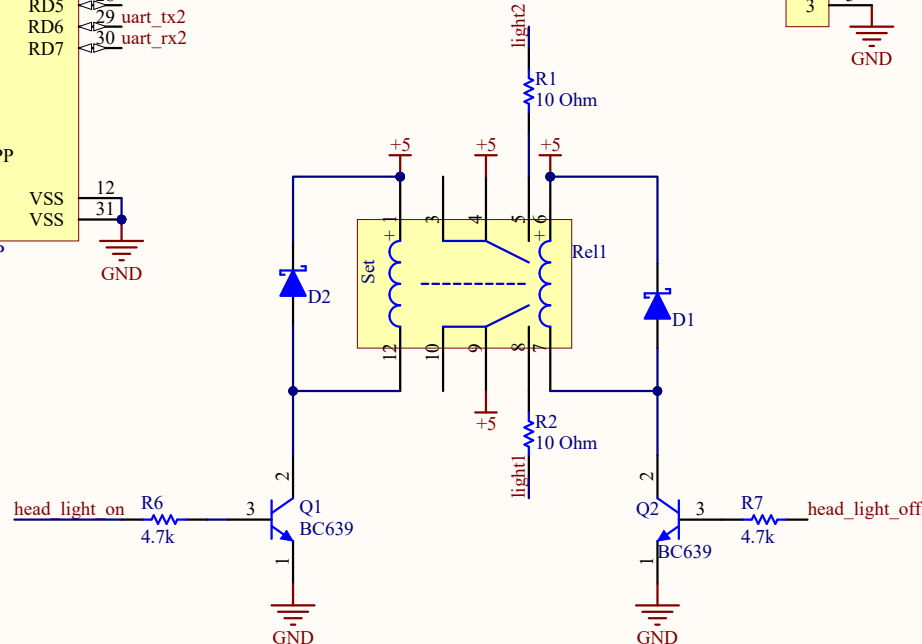 RD5
RD6 29 uart_tx2
RD7 30 uart_rx2
3
GND
light2
R1
10 Ohm
PP
+5 +5 +5
VSS 12
VSS 31
GND
1 3 4 5 6
+ +
Set
Rel1
D2
D1
12 10 9 8 7
+5
R2
10 Ohm
light1
2 2
head_light_on R6 3 Q1 Q2 3 R7 head_light_off
4.7k BC639 BC639 4.7k
1 1
GND GND